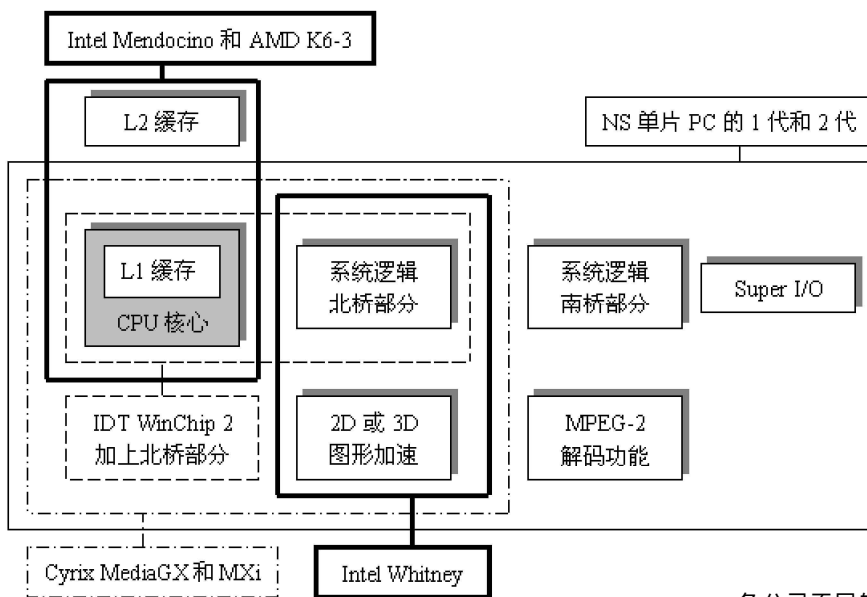 Intel Mendocino 和 AMD K6-3
L2 缓存
NS 单片 PC 的 1 代和 2 代
L1 缓存
CPU 核心
系统逻辑
北桥部分
系统逻辑
南桥部分
Super I/O
IDT WinChip 2
加上北桥部分
2D 或 3D
图形加速
MPEG-2
解码功能
Cyrix MediaGX 和 MXi
Intel Whitney